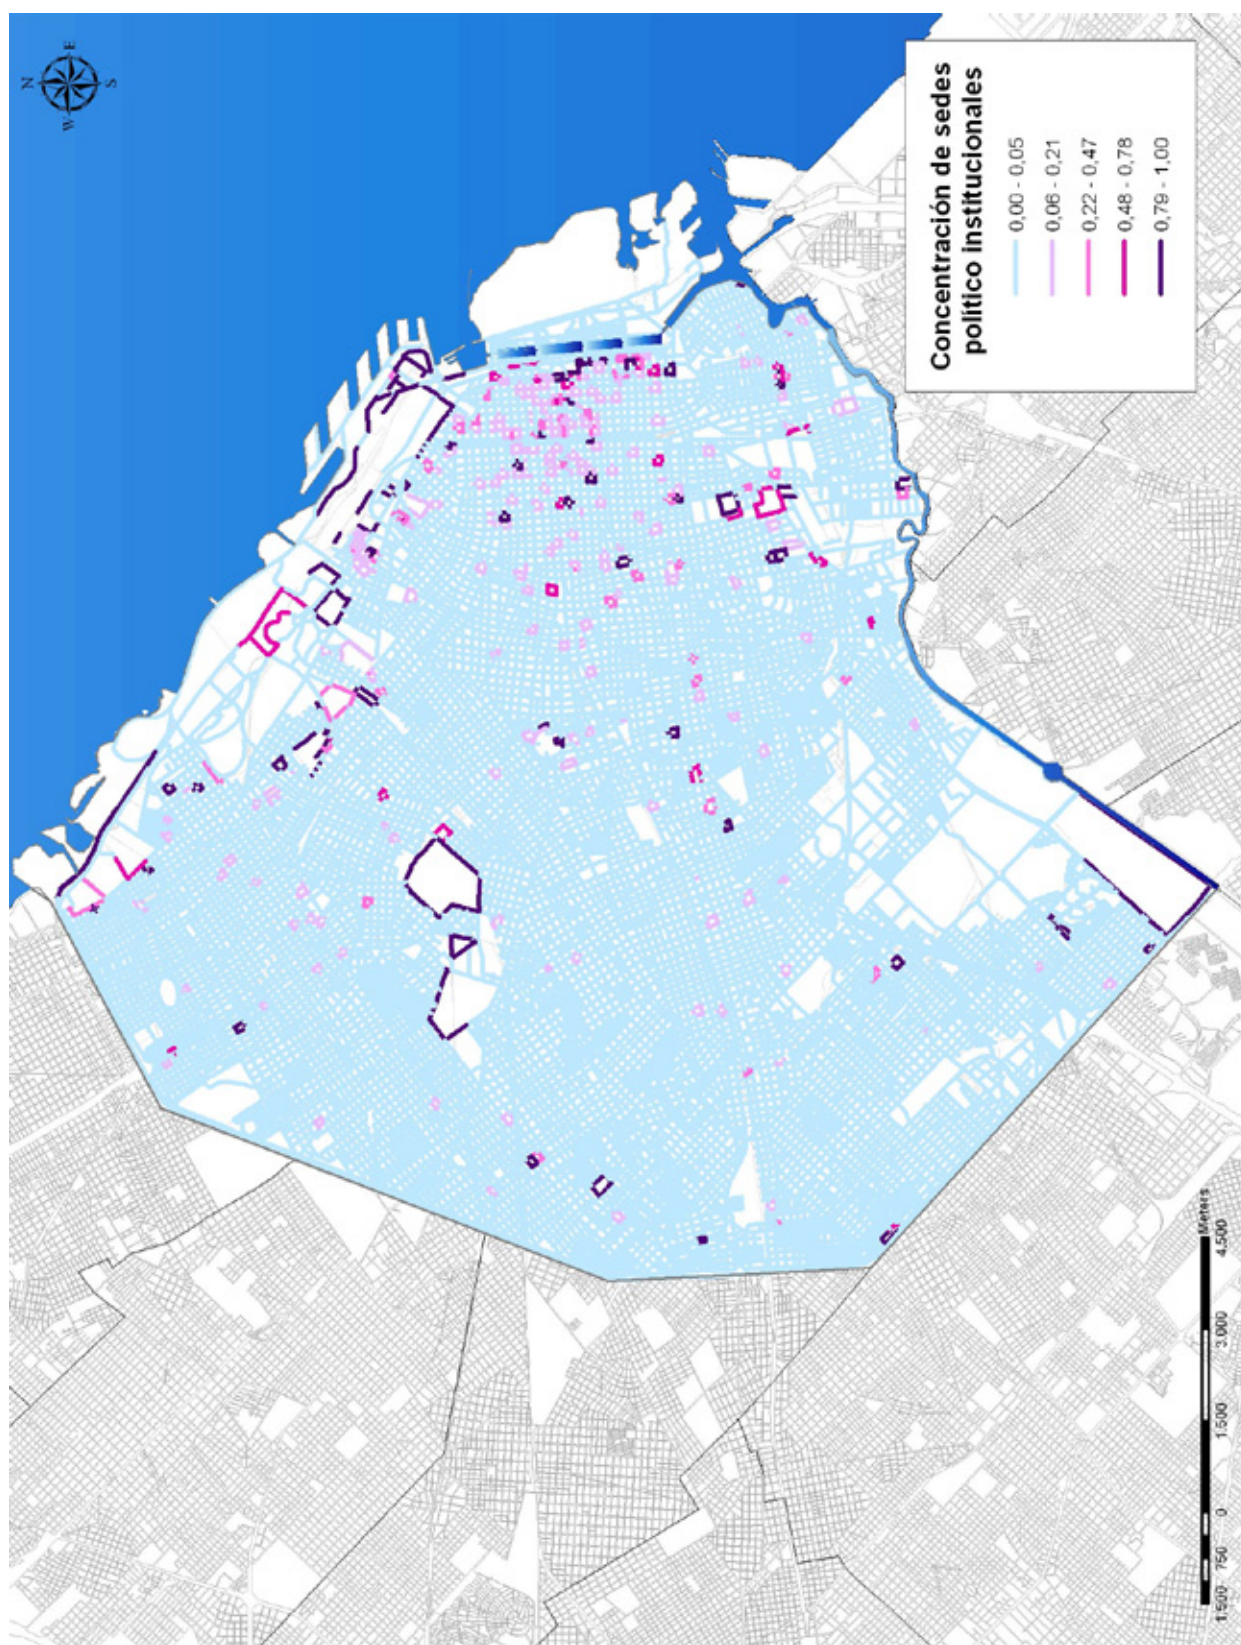 N
E
W
S
Concentración de sedes
político institucionales
0,00 - 0,05
0,06 - 0,21
0,22 - 0,47
0,48 - 0,78
0,79 - 1,00
Meters
1.500 750 0 1.500 3.000 4.500